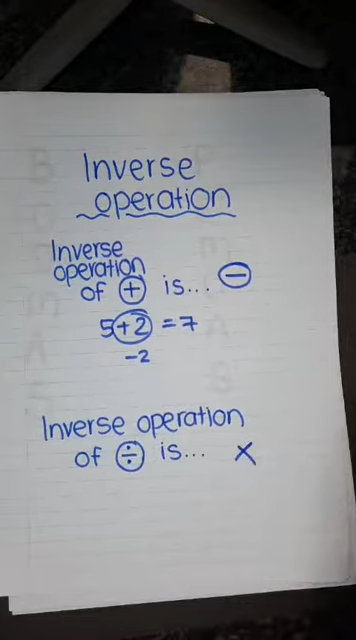 Inverse
operation
Inverse
operation
of + is... −
5+2=7
−2
Inverse operation
of ÷ is... ×